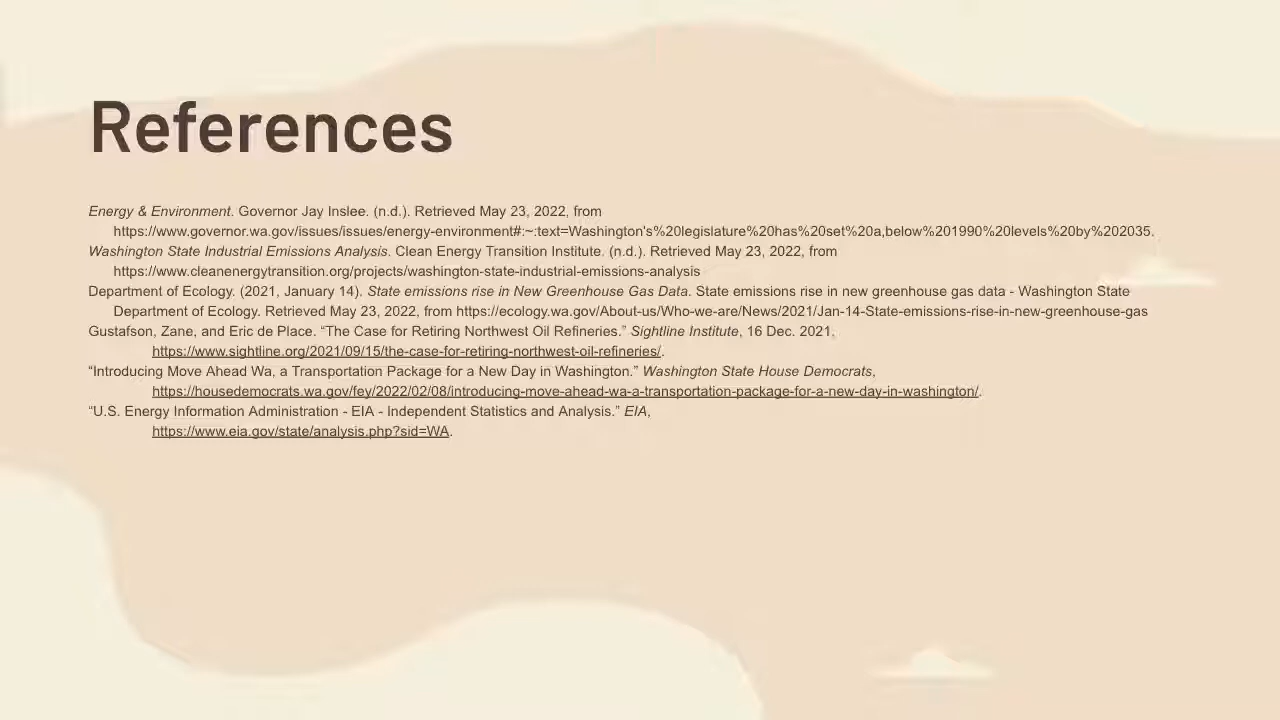 References
Energy & Environment. Governor Jay Inslee. (n.d.). Retrieved May 23, 2022, from
https://www.governor.wa.gov/issues/issues/energy-environment#:~:text=Washington's%20legislature%20has%20set%20a,below%201990%20levels%20by%202035.
Washington State Industrial Emissions Analysis. Clean Energy Transition Institute. (n.d.). Retrieved May 23, 2022, from
https://www.cleanenergytransition.org/projects/washington-state-industrial-emissions-analysis
Department of Ecology. (2021, January 14). State emissions rise in New Greenhouse Gas Data. State emissions rise in new greenhouse gas data - Washington State
Department of Ecology. Retrieved May 23, 2022, from https://ecology.wa.gov/About-us/Who-we-are/News/2021/Jan-14-State-emissions-rise-in-new-greenhouse-gas
Gustafson, Zane, and Eric de Place. “The Case for Retiring Northwest Oil Refineries.” Sightline Institute, 16 Dec. 2021,
https://www.sightline.org/2021/09/15/the-case-for-retiring-northwest-oil-refineries/.
“Introducing Move Ahead Wa, a Transportation Package for a New Day in Washington.” Washington State House Democrats,
https://housedemocrats.wa.gov/fey/2022/02/08/introducing-move-ahead-wa-a-transportation-package-for-a-new-day-in-washington/.
“U.S. Energy Information Administration - EIA - Independent Statistics and Analysis.” EIA,
https://www.eia.gov/state/analysis.php?sid=WA.